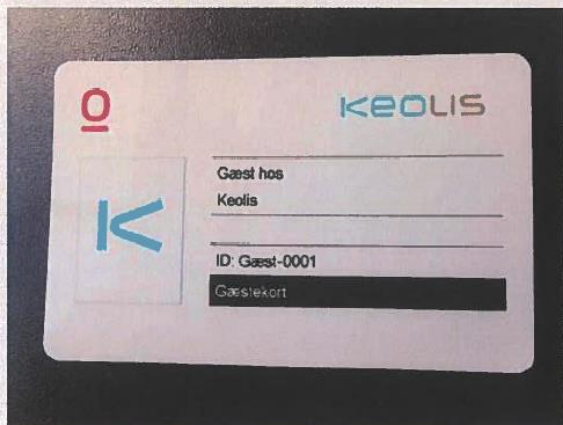 O
KEOLIS
K
Gæst hos
Keolis
ID: Gæst-0001
Gæstekort